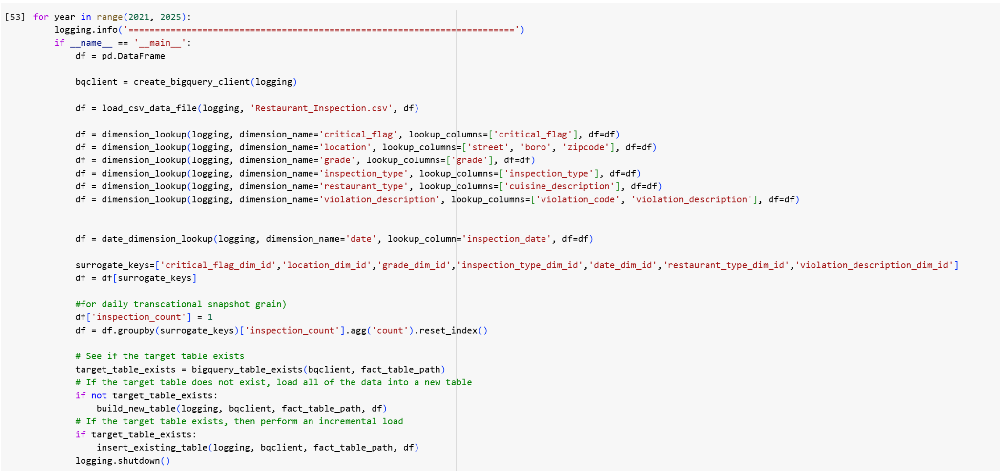 [53] for year in range(2021, 2025):
logging.info('=========================================================================')
if __name__ == '__main__':
df = pd.DataFrame
bqclient = create_bigquery_client(logging)
df = load_csv_data_file(logging, 'Restaurant_Inspection.csv', df)
df = dimension_lookup(logging, dimension_name='critical_flag', lookup_columns=['critical_flag'], df=df)
df = dimension_lookup(logging, dimension_name='location', lookup_columns=['street', 'boro', 'zipcode'], df=df)
df = dimension_lookup(logging, dimension_name='grade', lookup_columns=['grade'], df=df)
df = dimension_lookup(logging, dimension_name='inspection_type', lookup_columns=['inspection_type'], df=df)
df = dimension_lookup(logging, dimension_name='restaurant_type', lookup_columns=['cuisine_description'], df=df)
df = dimension_lookup(logging, dimension_name='violation_description', lookup_columns=['violation_code', 'violation_description'], df=df)
df = date_dimension_lookup(logging, dimension_name='date', lookup_column='inspection_date', df=df)
surrogate_keys=['critical_flag_dim_id','location_dim_id','grade_dim_id','inspection_type_dim_id','date_dim_id','restaurant_type_dim_id','violation_description_dim_id']
df = df[surrogate_keys]
#for daily transcational snapshot grain)
df['inspection_count'] = 1
df = df.groupby(surrogate_keys)['inspection_count'].agg('count').reset_index()
# See if the target table exists
target_table_exists = bigquery_table_exists(bqclient, fact_table_path)
# If the target table does not exist, load all of the data into a new table
if not target_table_exists:
build_new_table(logging, bqclient, fact_table_path, df)
# If the target table exists, then perform an incremental load
if target_table_exists:
insert_existing_table(logging, bqclient, fact_table_path, df)
logging.shutdown()